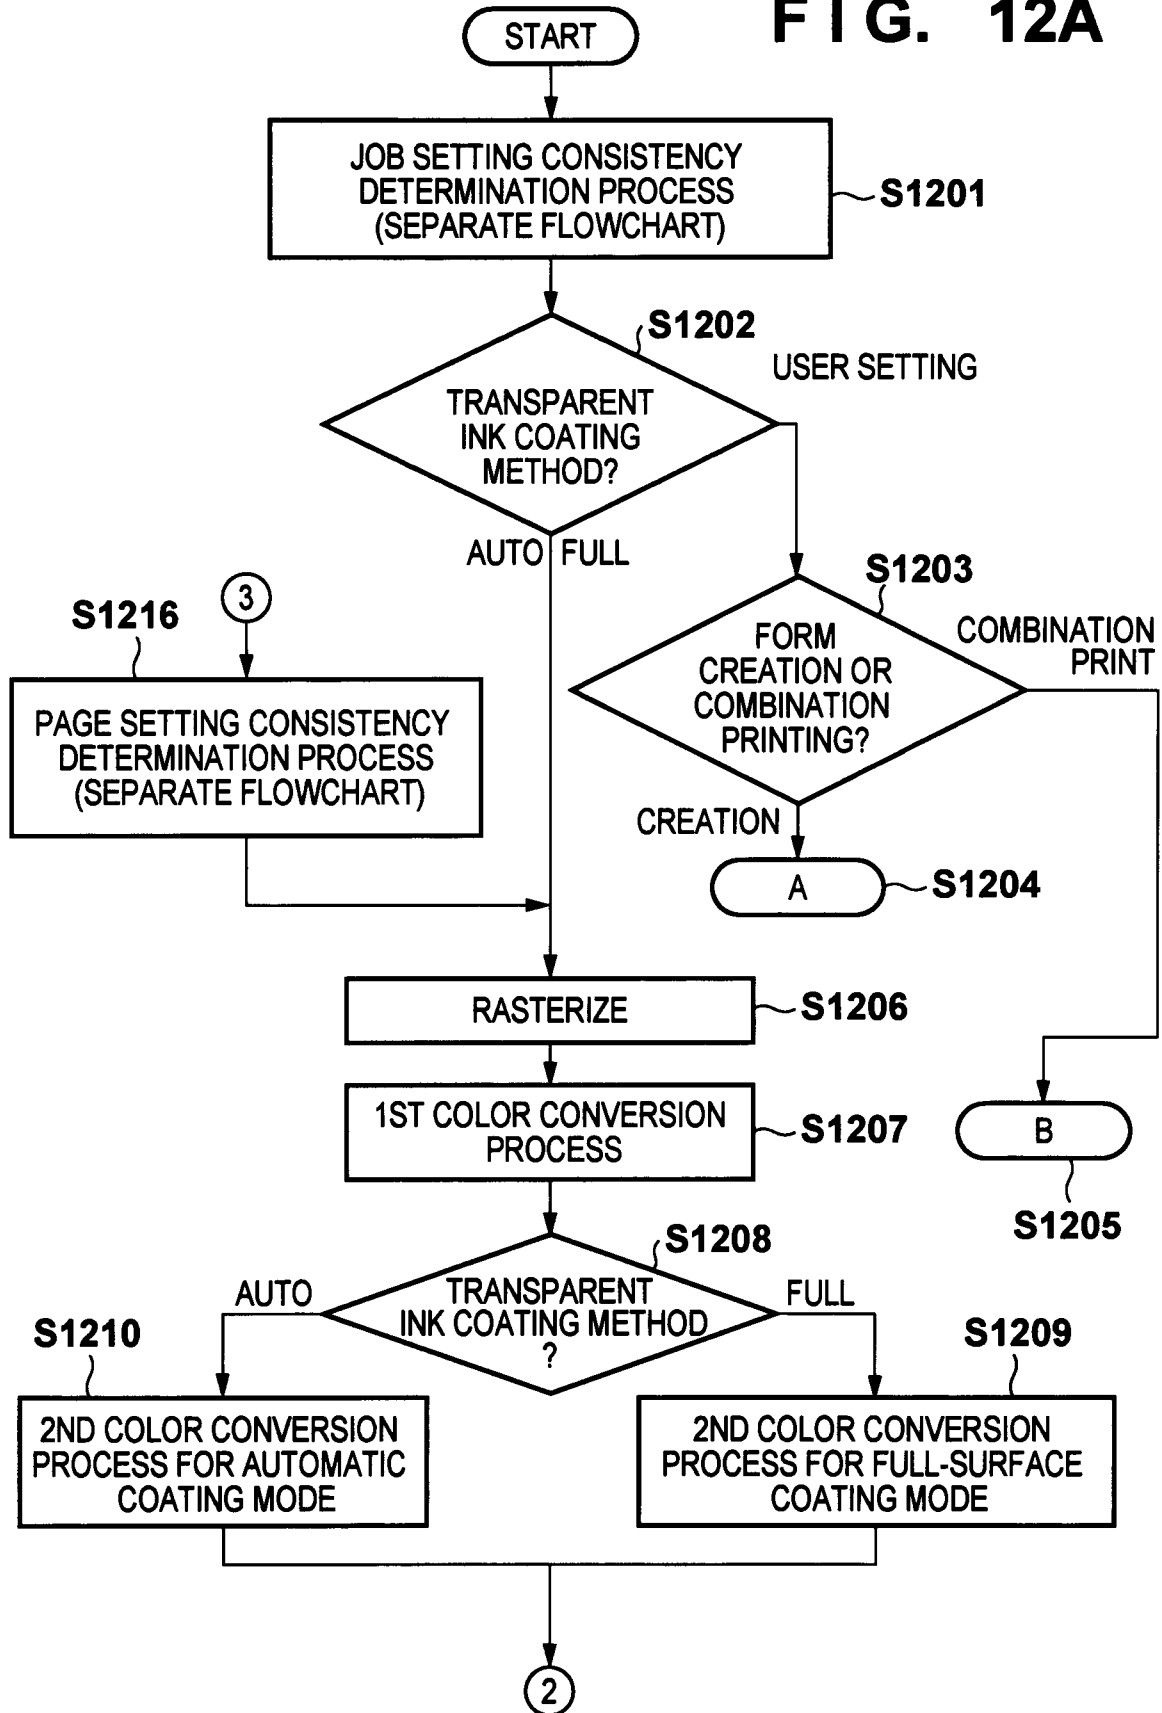 FIG. 12A
START
JOB SETTING CONSISTENCY
DETERMINATION PROCESS
(SEPARATE FLOWCHART)
S1201
S1202
USER SETTING
TRANSPARENT
INK COATING
METHOD?
AUTO
FULL
S1203
FORM
CREATION OR
COMBINATION
PRINTING?
COMBINATION
PRINT
CREATION
A
S1204
3
S1216
PAGE SETTING CONSISTENCY
DETERMINATION PROCESS
(SEPARATE FLOWCHART)
RASTERIZE
S1206
1ST COLOR CONVERSION
PROCESS
S1207
B
S1205
S1208
TRANSPARENT
INK COATING METHOD
?
AUTO
FULL
S1210
2ND COLOR CONVERSION
PROCESS FOR AUTOMATIC
COATING MODE
S1209
2ND COLOR CONVERSION
PROCESS FOR FULL-SURFACE
COATING MODE
2